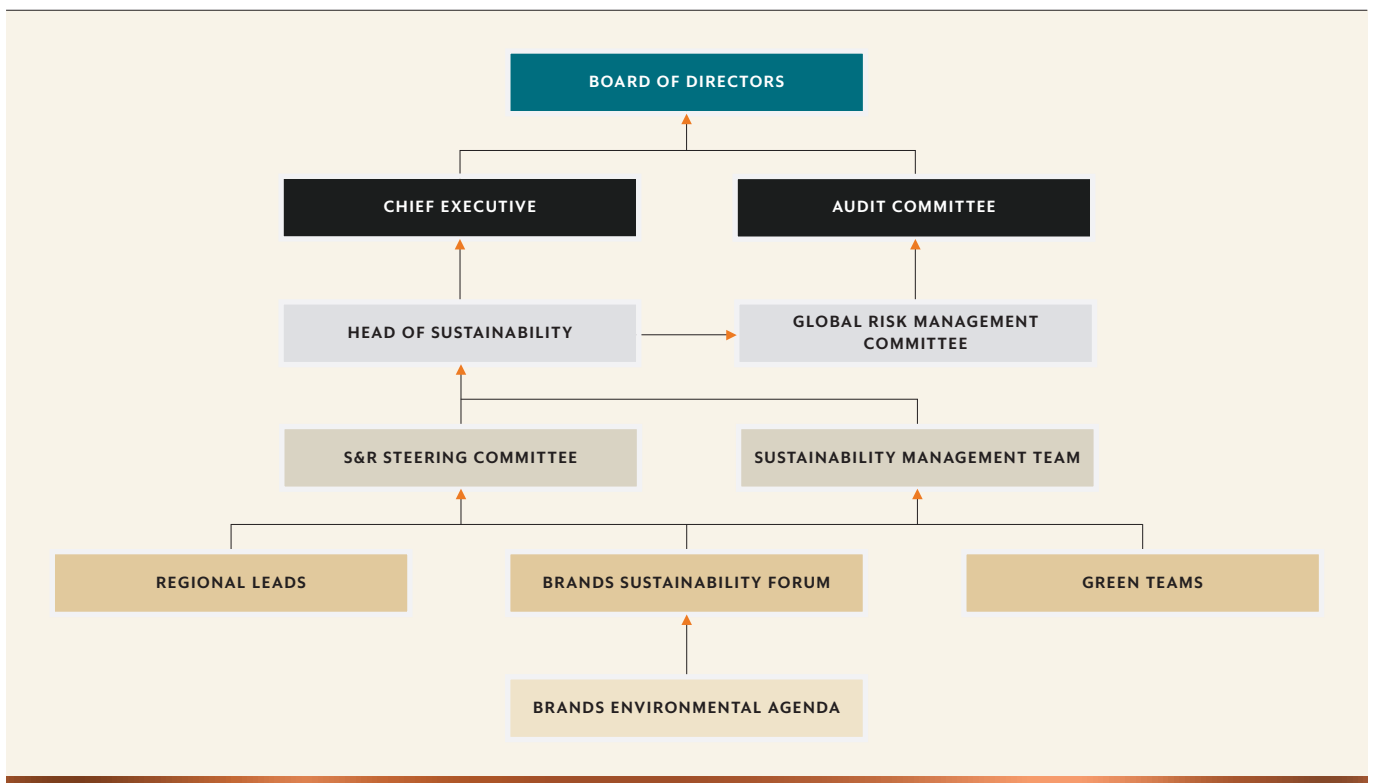 BOARD OF DIRECTORS
CHIEF EXECUTIVE
AUDIT COMMITTEE
HEAD OF SUSTAINABILITY
GLOBAL RISK MANAGEMENT
COMMITTEE
S&R STEERING COMMITTEE
SUSTAINABILITY MANAGEMENT TEAM
REGIONAL LEADS
BRANDS SUSTAINABILITY FORUM
GREEN TEAMS
BRANDS ENVIRONMENTAL AGENDA